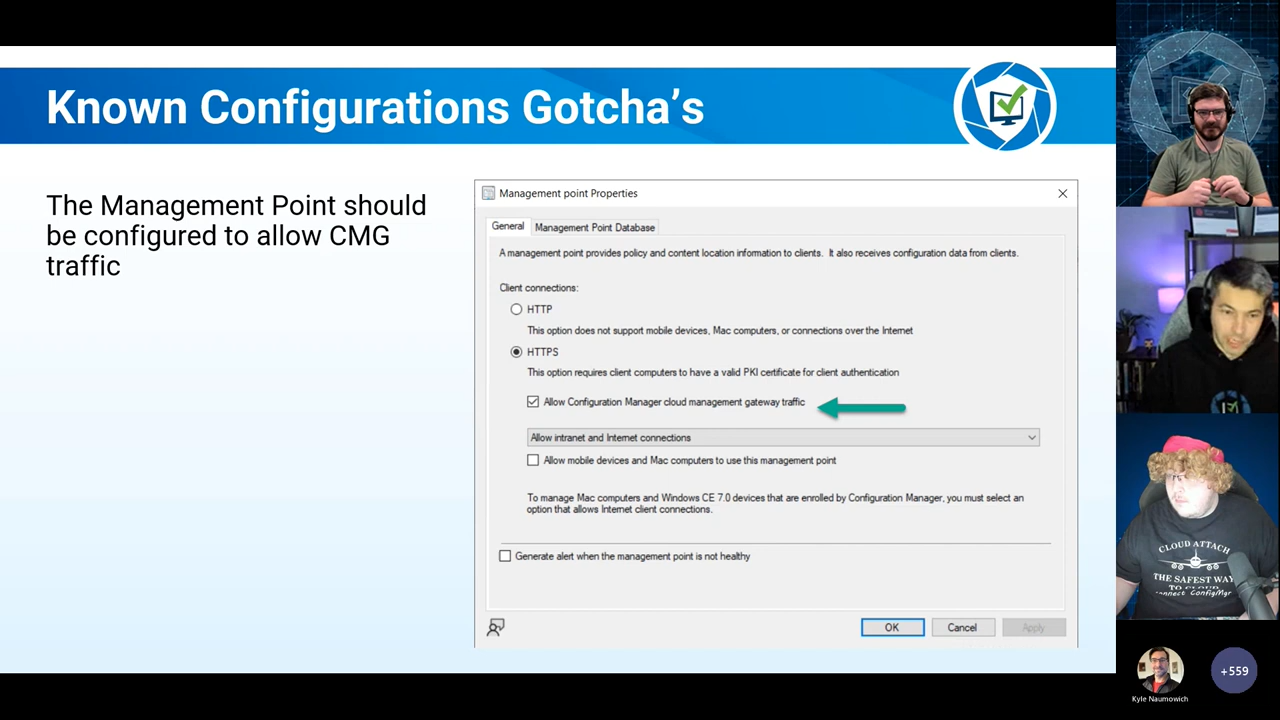 Known Configurations Gotcha's
The Management Point should
be configured to allow CMG
traffic
Management point Properties
General
Management Point Database
A management point provides policy and content location information to clients. It also receives configuration data from clients.
Client connections:
HTTP
This option does not support mobile devices, Mac computers, or connections over the Internet
HTTPS
This option requires client computers to have a valid PKI certificate for client authentication
Allow Configuration Manager cloud management gateway traffic
Allow intranet and Internet connections
Allow mobile devices and Mac computers to use this management point
To manage Mac computers and Windows CE 7.0 devices that are enrolled by Configuration Manager, you must select an
option that allows Internet client connections.
Generate alert when the management point is not healthy
OK
Cancel
Apply
CLOUD ATTACH
THE SAFEST WAY
TO CLOUD
ConfigMgr
Kyle Naumowich
+559